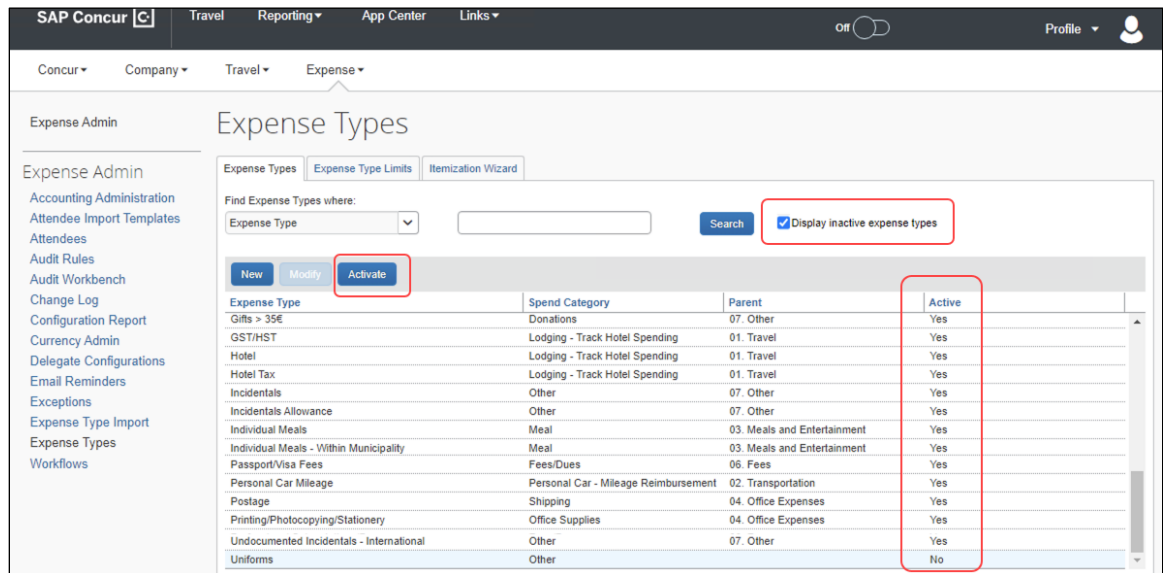 SAP Concur [C·] Travel Reporting App Center Links Off Profile
Concur Company Travel Expense
Expense Admin
Expense Types
Expense Admin
Accounting Administration
Attendee Import Templates
Attendees
Audit Rules
Audit Workbench
Change Log
Configuration Report
Currency Admin
Delegate Configurations
Email Reminders
Exceptions
Expense Type Import
Expense Types
Workflows
Expense Types Expense Type Limits Itemization Wizard
Find Expense Types where:
Expense Type Search Display inactive expense types
New Modify Activate
Expense Type Spend Category Parent Active
Gifts > 35€ Donations 07. Other Yes
GST/HST Lodging - Track Hotel Spending 01. Travel Yes
Hotel Lodging - Track Hotel Spending 01. Travel Yes
Hotel Tax Lodging - Track Hotel Spending 01. Travel Yes
Incidentals Other 07. Other Yes
Incidentals Allowance Other 07. Other Yes
Individual Meals Meal 03. Meals and Entertainment Yes
Individual Meals - Within Municipality Meal 03. Meals and Entertainment Yes
Passport/Visa Fees Fees/Dues 06. Fees Yes
Personal Car Mileage Personal Car - Mileage Reimbursement 02. Transportation Yes
Postage Shipping 04. Office Expenses Yes
Printing/Photocopying/Stationery Office Supplies 04. Office Expenses Yes
Undocumented Incidentals - International Other 07. Other Yes
Uniforms Other No